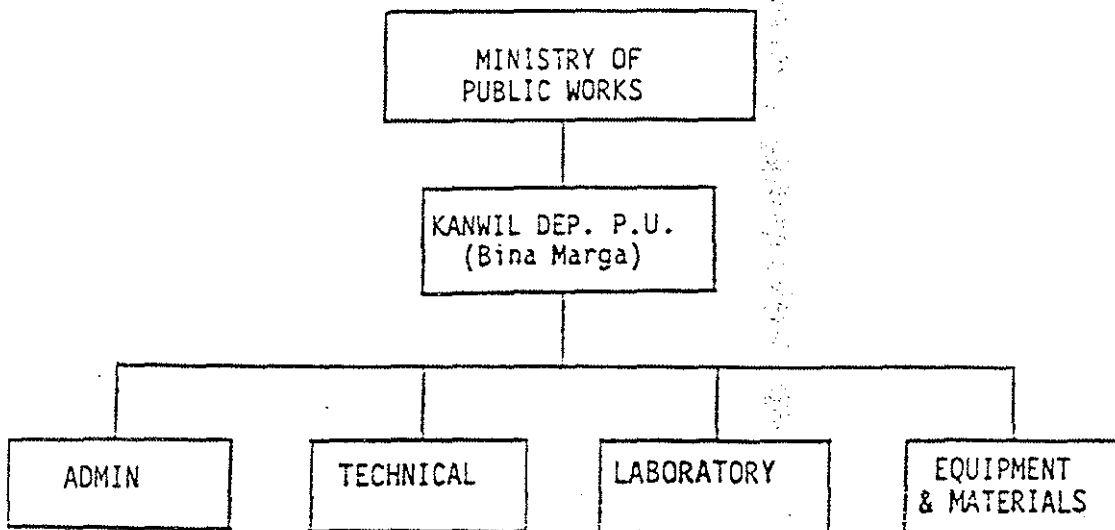 MINISTRY OF
PUBLIC WORKS
KANWIL DEP. P.U.
(Bina Marga)
ADMIN
TECHNICAL
LABORATORY
EQUIPMENT
& MATERIALS